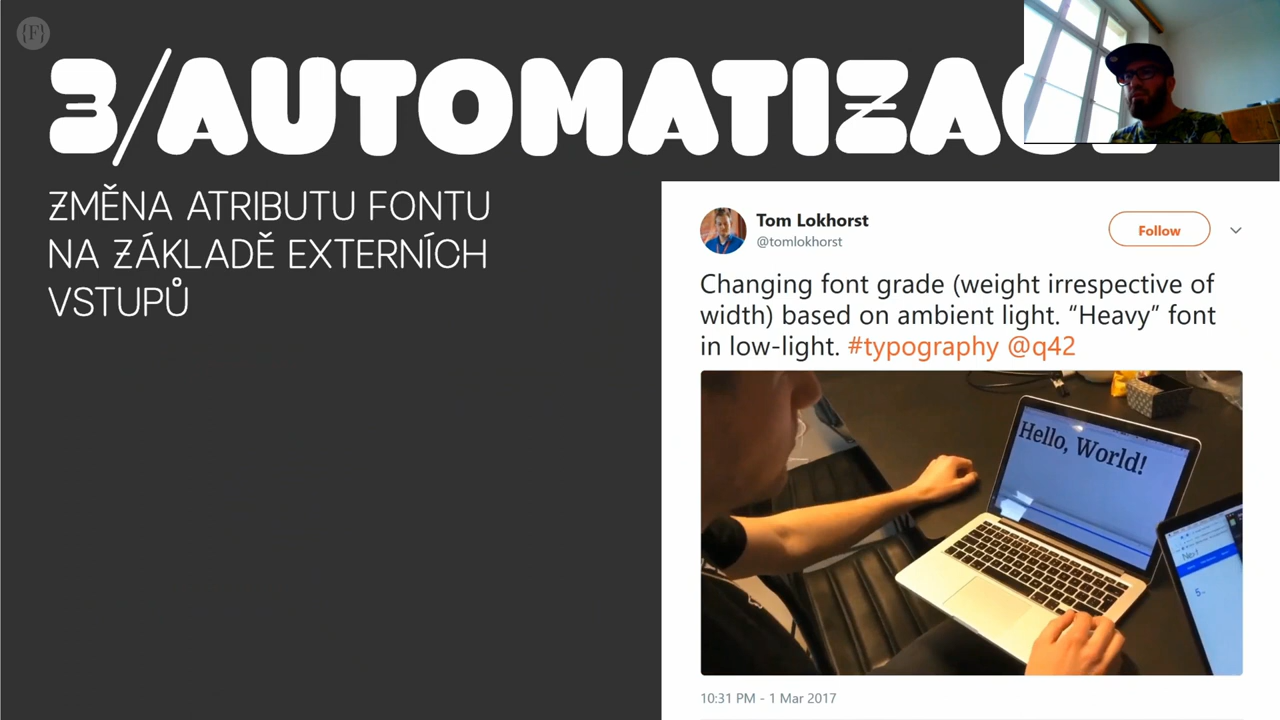 {F}
3/AUTOMATIZACE
ZMĚNA ATRIBUTU FONTU
NA ZÁKLADĚ EXTERNÍCH
VSTUPŮ
Tom Lokhorst
@tomlokhorst
Follow
Changing font grade (weight irrespective of
width) based on ambient light. “Heavy” font
in low-light. #typography @q42
Hello, World!
10:31 PM - 1 Mar 2017